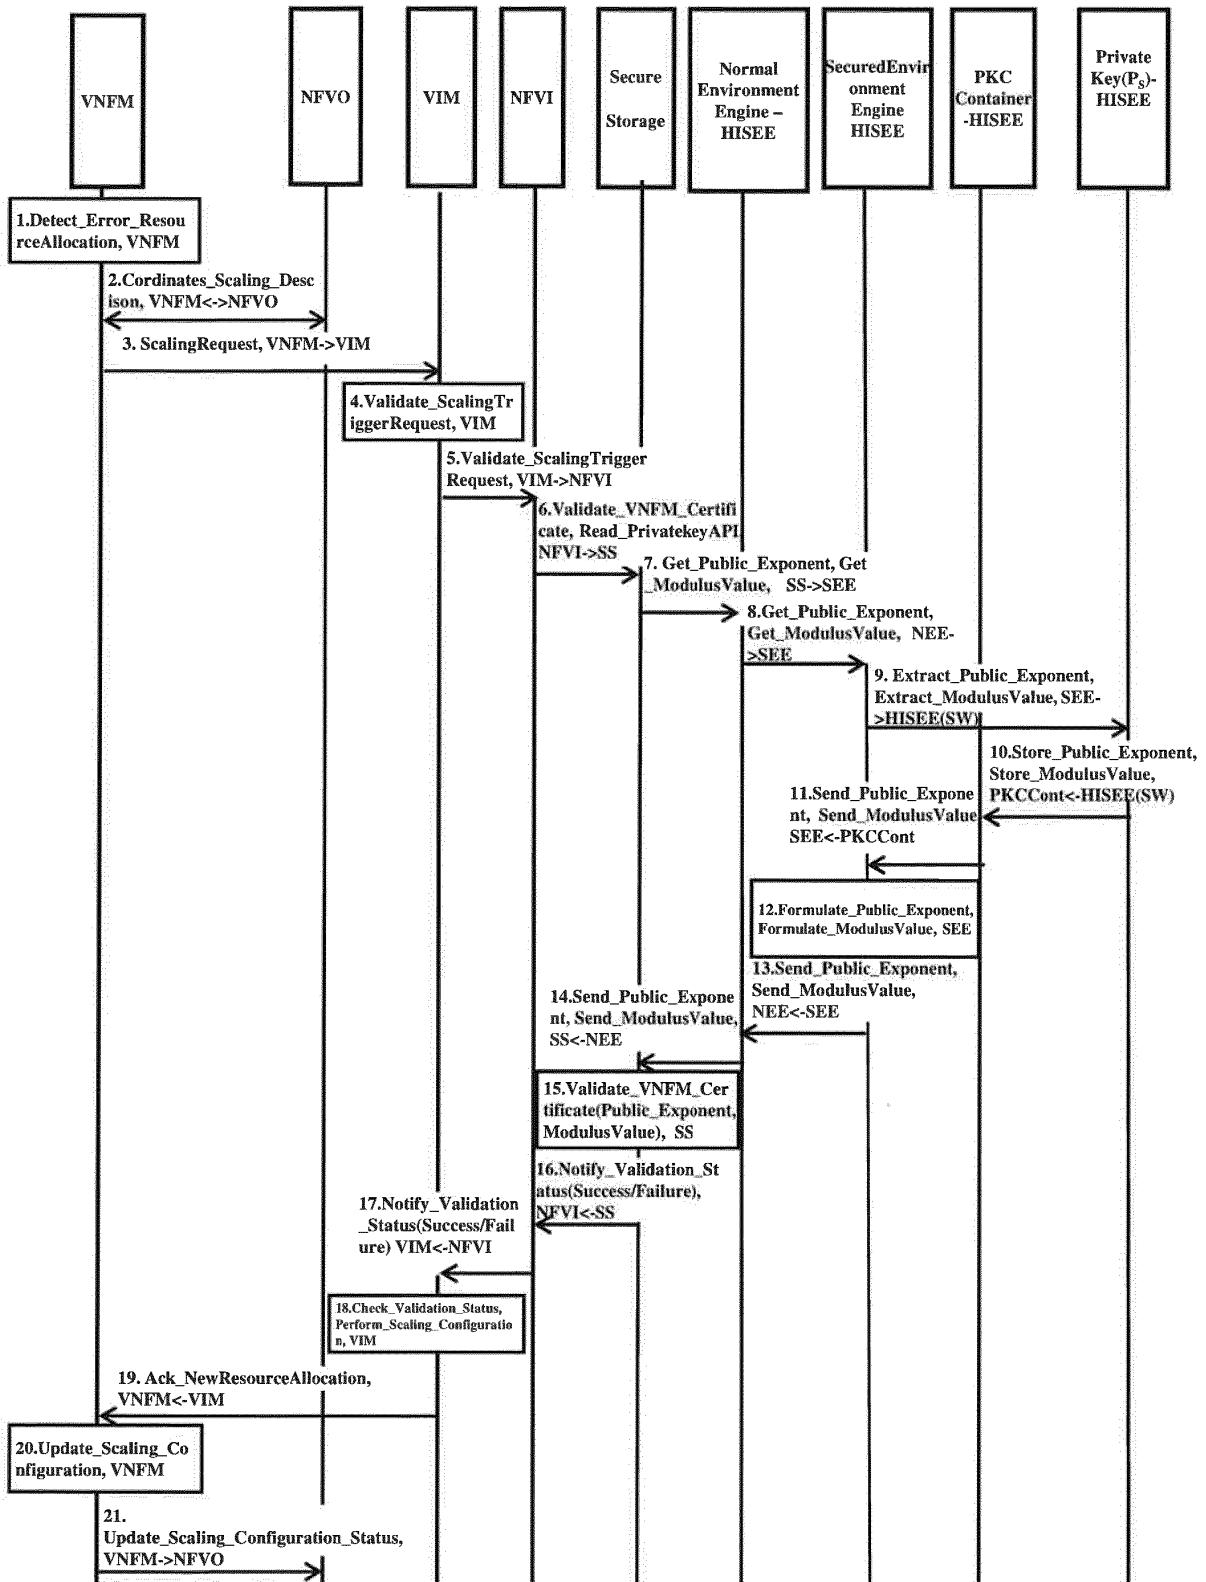 VNFM
NFVO
VIM
NFVI
Secure
Storage
Normal
Environment
Engine –
HISEE
SecuredEnvir
onment
Engine
HISEE
PKC
Container
-HISEE
Private
Key(PS)-
HISEE
1.Detect_Error_Resou
rceAllocation, VNFM
2.Cordinates_Scaling_Desc
ison, VNFM<->NFVO
3. ScalingRequest, VNFM->VIM
4.Validate_ScalingTr
iggerRequest, VIM
5.Validate_ScalingTrigger
Request, VIM->NFVI
6.Validate_VNFM_Certifi
cate, Read_PrivatekeyAPI
NFVI->SS
7. Get_Public_Exponent, Get
_ModulusValue, SS->SEE
8.Get_Public_Exponent,
Get_ModulusValue, NEE-
>SEE
9. Extract_Public_Exponent,
Extract_ModulusValue, SEE-
>HISEE(SW)
10.Store_Public_Exponent,
Store_ModulusValue,
PKCCont<-HISEE(SW)
11.Send_Public_Expone
nt, Send_ModulusValue
SEE<-PKCCont
12.Formulate_Public_Exponent,
Formulate_ModulusValue, SEE
13.Send_Public_Exponent,
Send_ModulusValue,
NEE<-SEE
14.Send_Public_Expone
nt, Send_ModulusValue,
SS<-NEE
15.Validate_VNFM_Cer
tificate(Public_Exponent,
ModulusValue), SS
16.Notify_Validation_St
atus(Success/Failure),
NFVI<-SS
17.Notify_Validation
_Status(Success/Fail
ure) VIM<-NFVI
18.Check_Validation_Status,
Perform_Scaling_Configuratio
n, VIM
19. Ack_NewResourceAllocation,
VNFM<-VIM
20.Update_Scaling_Co
nfiguration, VNFM
21.
Update_Scaling_Configuration_Status,
VNFM->NFVO